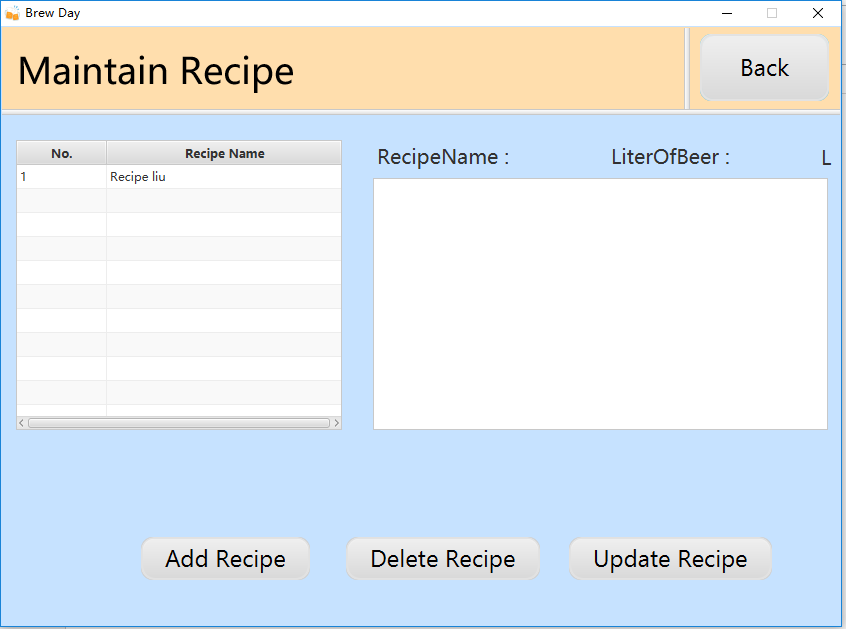 Brew Day
Maintain Recipe
Back
No. Recipe Name
1 Recipe liu
RecipeName : LiterOfBeer : L
Add Recipe Delete Recipe Update Recipe